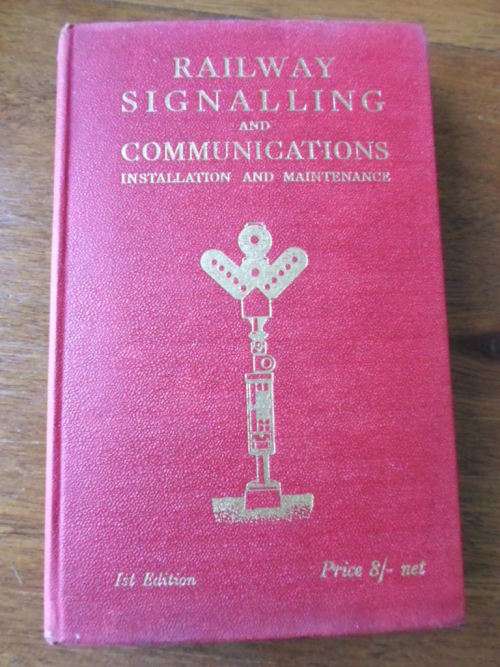 RAILWAY
SIGNALLING
AND
COMMUNICATIONS
INSTALLATION AND MAINTENANCE
1st Edition
Price 8/- net